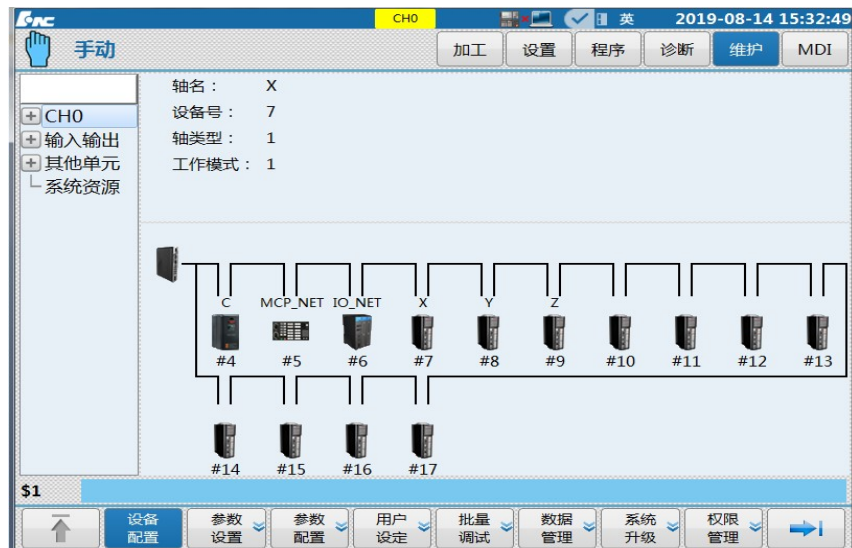 HNC CH0 英 2019-08-14 15:32:49
手动 加工 设置 程序 诊断 维护 MDI
轴名: X
设备号: 7
轴类型: 1
工作模式: 1
CH0
输入输出
其他单元
系统资源
C MCP_NET IO_NET X Y Z
#4 #5 #6 #7 #8 #9 #10 #11 #12 #13
#14 #15 #16 #17
$1
设备配置 参数设置 参数配置 用户设定 批量调试 数据管理 系统升级 权限管理